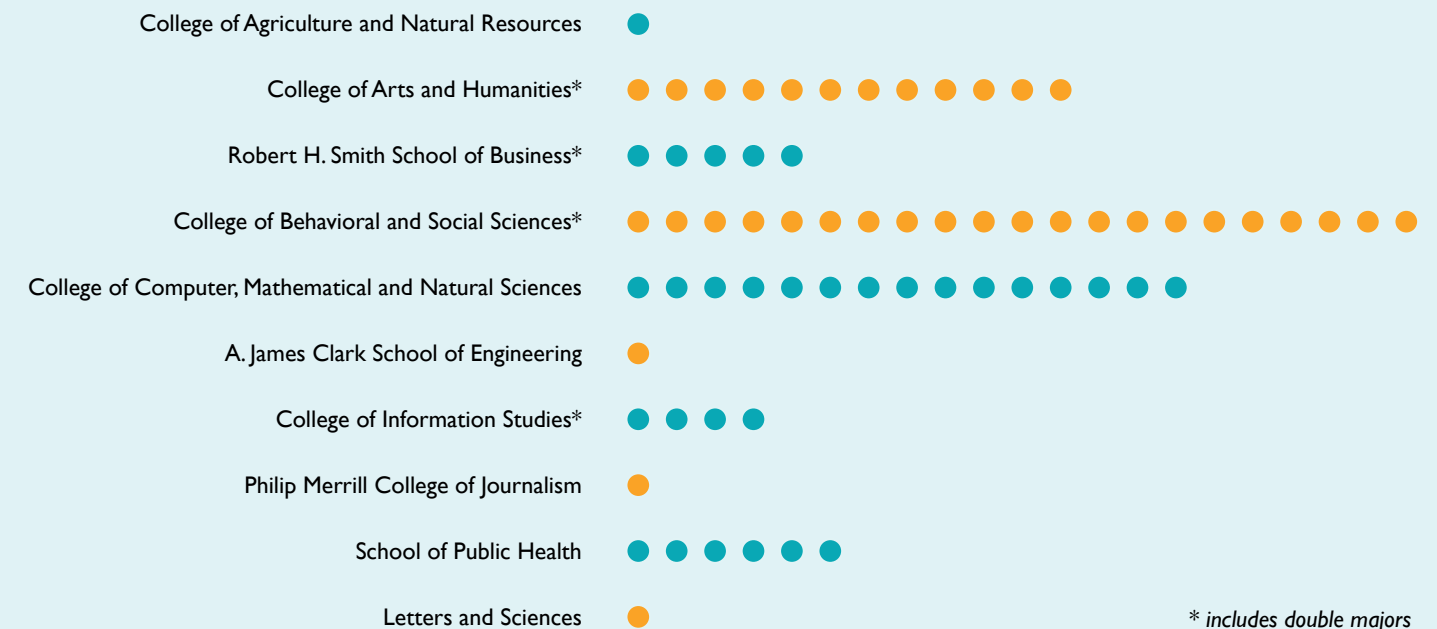 College of Agriculture and Natural Resources
College of Arts and Humanities*
Robert H. Smith School of Business*
College of Behavioral and Social Sciences*
College of Computer, Mathematical and Natural Sciences
A. James Clark School of Engineering
College of Information Studies*
Philip Merrill College of Journalism
School of Public Health
Letters and Sciences
* includes double majors